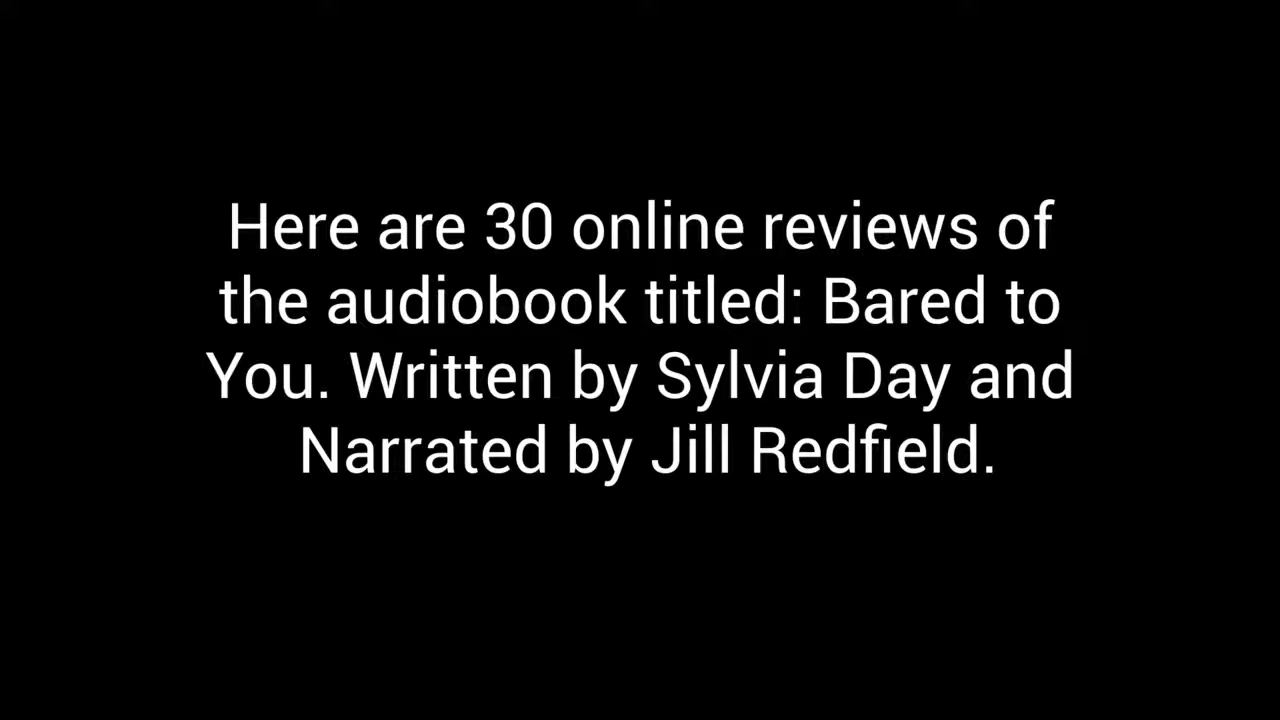 Here are 30 online reviews of
the audiobook titled: Bared to
You. Written by Sylvia Day and
Narrated by Jill Redfield.